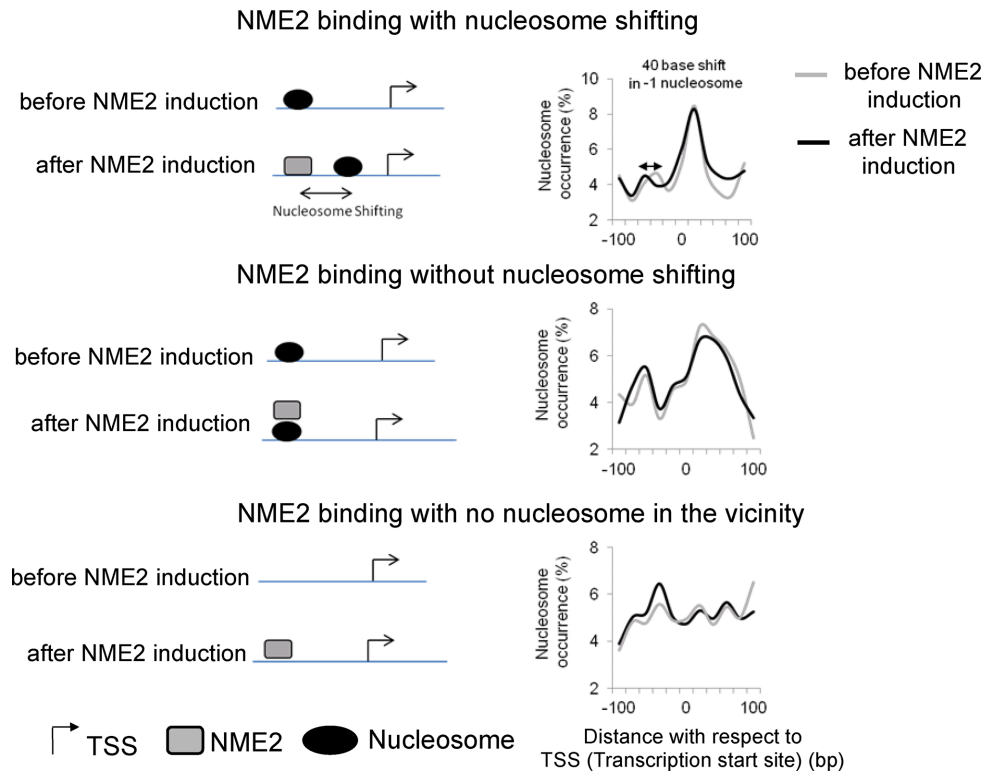 NME2 binding with nucleosome shifting
before NME2 induction
after NME2 induction
Nucleosome Shifting
40 base shift
in -1 nucleosome
Nucleosome
occurrence (%)
10
8
6
4
2
-100
0
100
before NME2
induction
after NME2
induction
NME2 binding without nucleosome shifting
before NME2 induction
after NME2 induction
Nucleosome
occurrence (%)
8
6
4
2
-100
0
100
NME2 binding with no nucleosome in the vicinity
before NME2 induction
after NME2 induction
Nucleosome
occurrence (%)
8
6
4
2
-100
0
100
TSS
NME2
Nucleosome
Distance with respect to
TSS (Transcription start site) (bp)